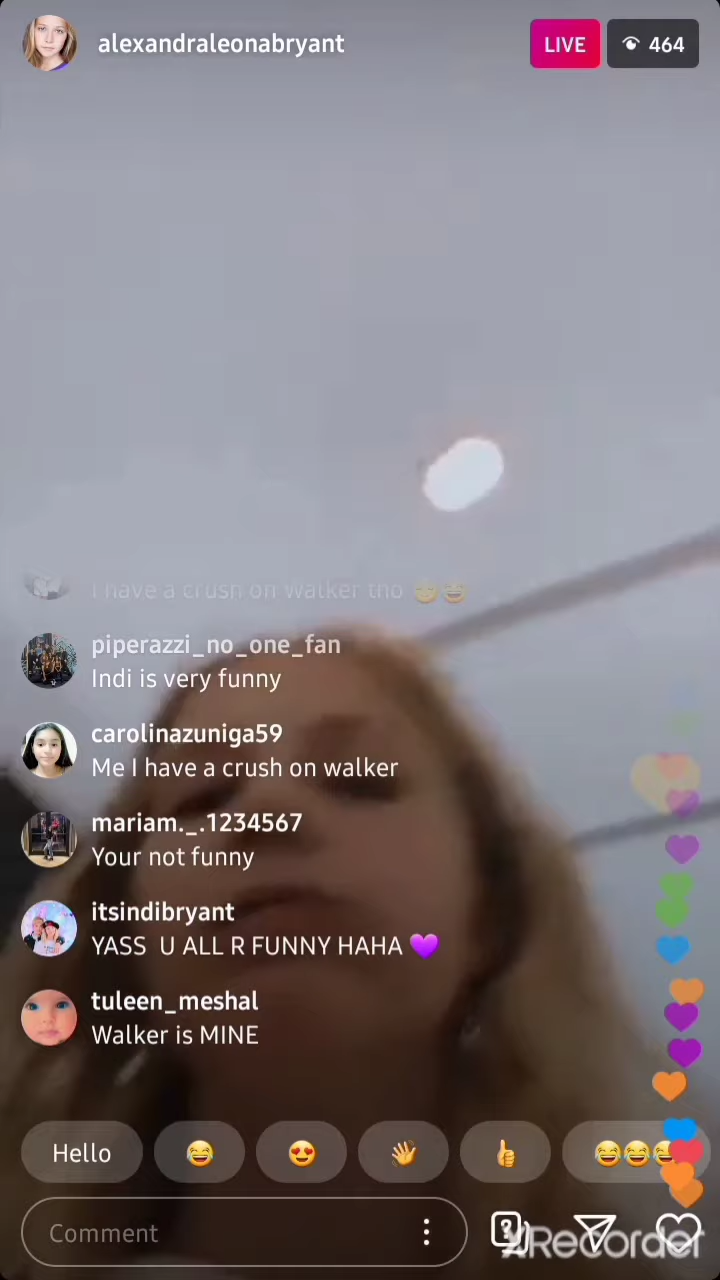 alexandraleonabryant
LIVE
464
I have a crush on Walker tho 😴😄
piperazzi_no_one_fan
Indi is very funny
carolinazuniga59
Me I have a crush on walker
mariam._.1234567
Your not funny
itsindibryant
YASS U ALL R FUNNY HAHA 💜
tuleen_meshal
Walker is MINE
Hello 😂 😍 👋 👍 😂😂😂
Comment
XRecorder